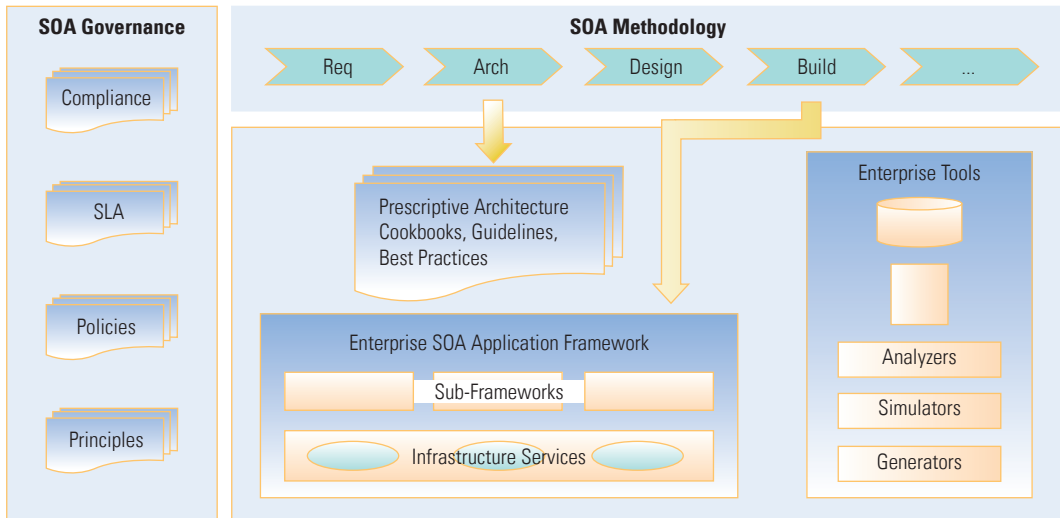 SOA Governance
Compliance
SLA
Policies
Principles
SOA Methodology
Req
Arch
Design
Build
...
Prescriptive Architecture
Cookbooks, Guidelines,
Best Practices
Enterprise SOA Application Framework
Sub-Frameworks
Infrastructure Services
Enterprise Tools
Analyzers
Simulators
Generators